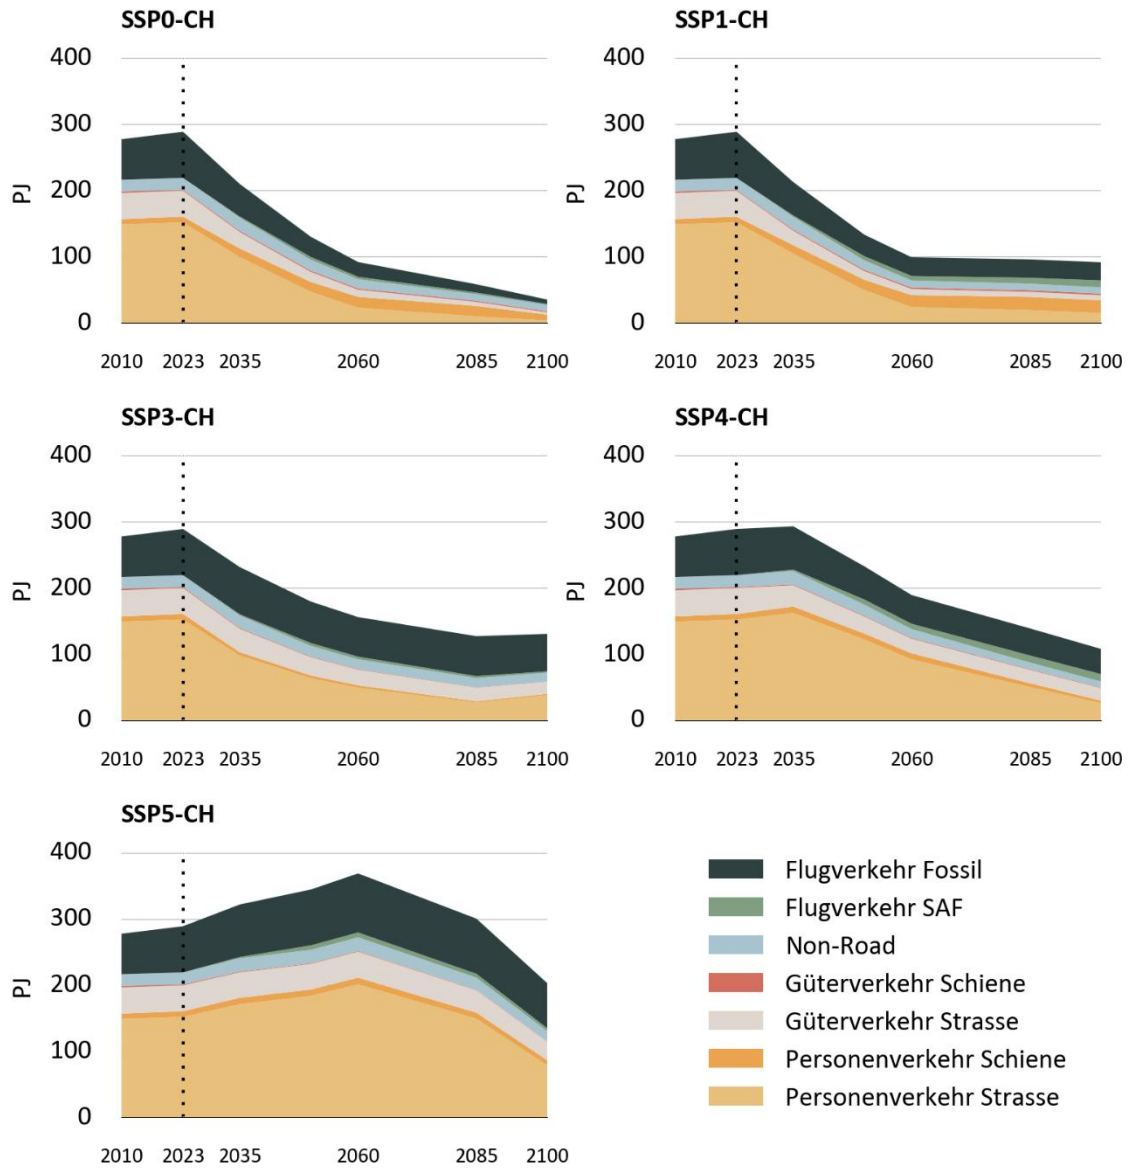 SSP0-CH
400
300
200
100
0
PJ
2010 2023 2035 2060 2085 2100
SSP1-CH
400
300
200
100
0
PJ
2010 2023 2035 2060 2085 2100
SSP3-CH
400
300
200
100
0
PJ
2010 2023 2035 2060 2085 2100
SSP4-CH
400
300
200
100
0
PJ
2010 2023 2035 2060 2085 2100
SSP5-CH
400
300
200
100
0
PJ
2010 2023 2035 2060 2085 2100
Flugverkehr Fossil
Flugverkehr SAF
Non-Road
Güterverkehr Schiene
Güterverkehr Strasse
Personenverkehr Schiene
Personenverkehr Strasse